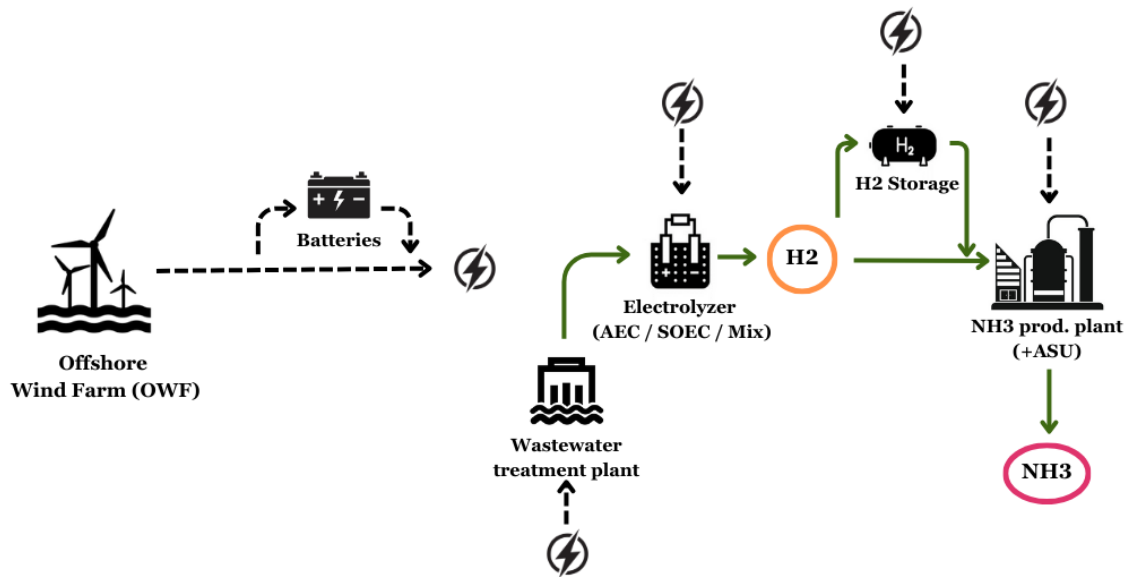 H2
H2 Storage
Batteries
H2
Electrolyzer
(AEC / SOEC / Mix)
NH3 prod. plant
(+ASU)
Offshore
Wind Farm (OWF)
Wastewater
treatment plant
NH3